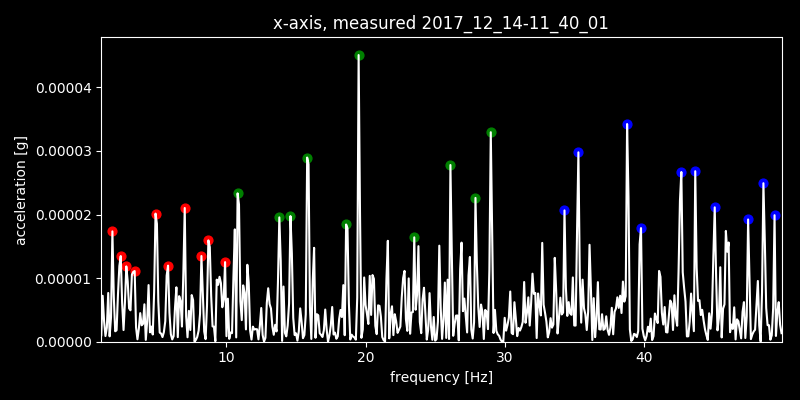 x-axis, measured 2017_12_14-11_40_01
acceleration [g]
0.00004
0.00003
0.00002
0.00001
0.00000
10 20 30 40
frequency [Hz]